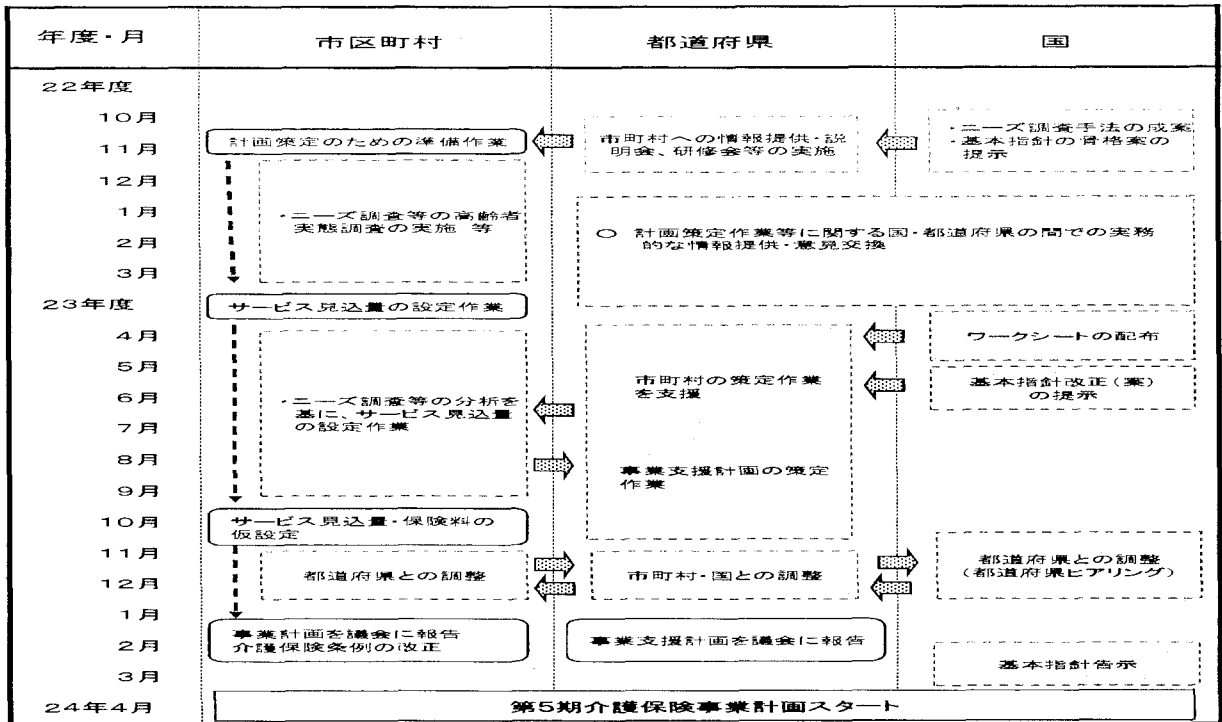 年度・月 市区町村 都道府県 国
22年度
10月
11月
12月
1月
2月
3月
23年度
4月
5月
6月
7月
8月
9月
10月
11月
12月
1月
2月
3月
24年4月
計画策定のための準備作業
・ニーズ調査等の高齢者
実態調査の実施 等
サービス見込量の設定作業
・ニーズ調査等の分析を
基に、サービス見込量
の設定作業
サービス見込量・保険料の
仮設定
都道府県との調整
事業計画を議会に報告
介護保険条例の改正
市町村への情報提供・説
明会、研修会等の実施
○ 計画策定作業等に関する国・都道府県の間での実務
的な情報提供・意見交換
市町村の策定作業
を支援
事業支援計画の策定
作業
市町村・国との調整
事業支援計画を議会に報告
・ニーズ調査手法の成案
・基本指針の骨格案の
提示
ワークシートの配布
基本指針改正(案)
の提示
都道府県との調整
(都道府県ヒアリング)
基本指針告示
第5期介護保険事業計画スタート